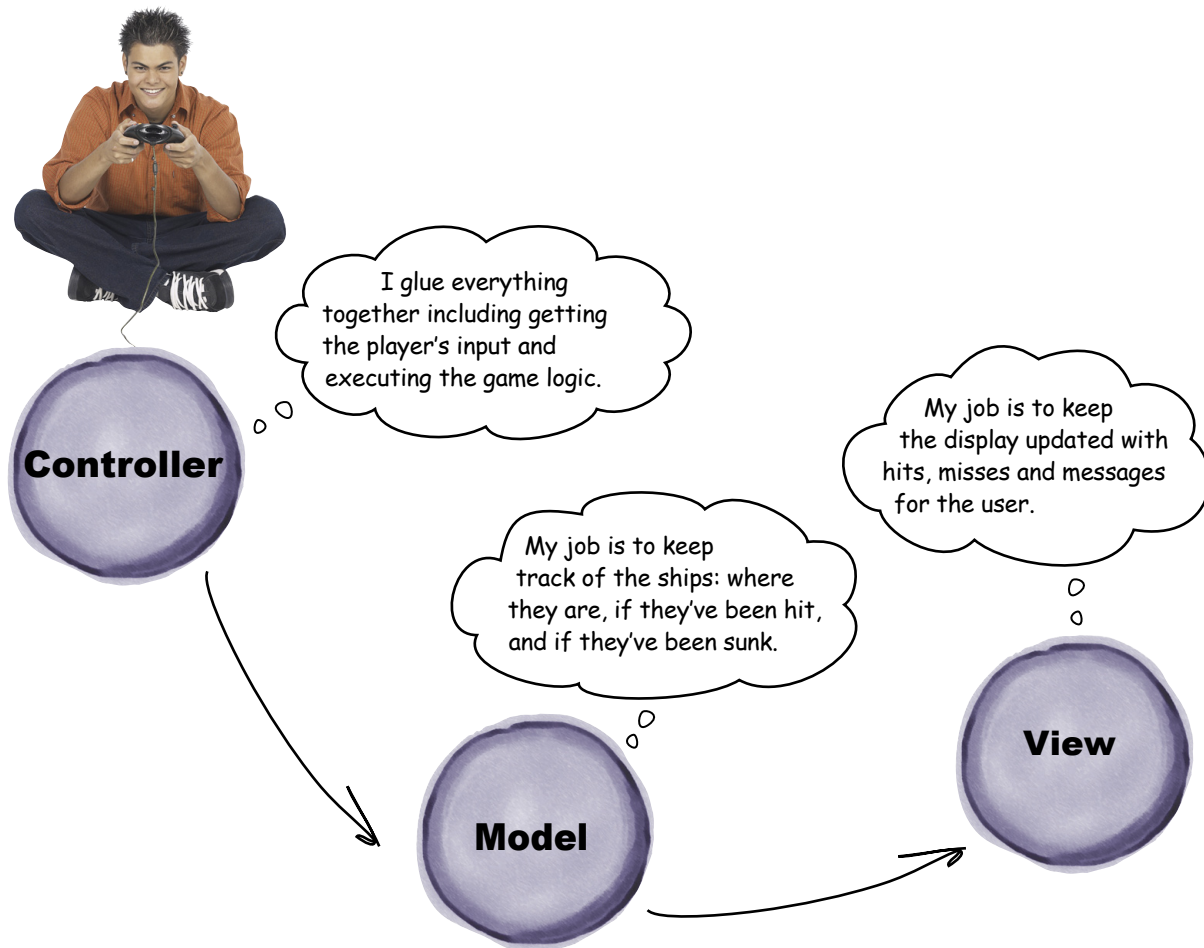 I glue everything
together including getting
the player's input and
executing the game logic.
Controller
My job is to keep
the display updated with
hits, misses and messages
for the user.
My job is to keep
track of the ships: where
they are, if they've been hit,
and if they've been sunk.
View
Model